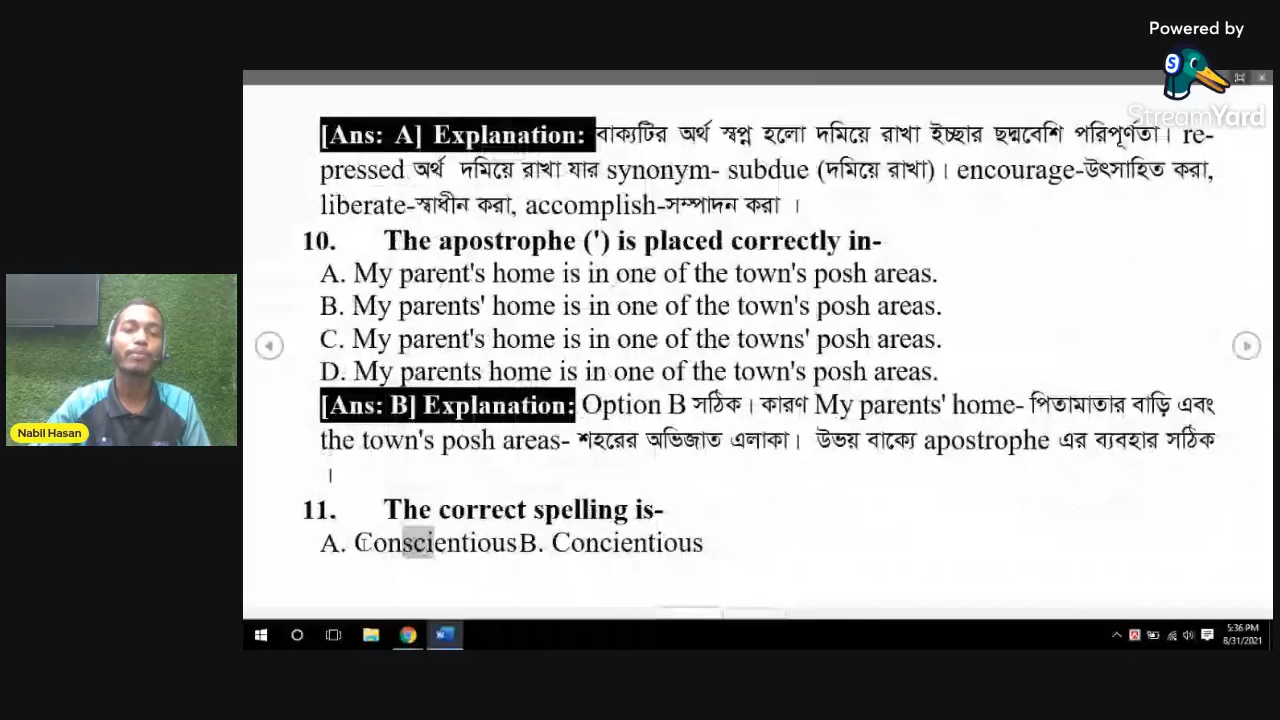 Powered by
S
StreamYard
[Ans: A] Explanation: বাক্যটির অর্থ স্বপ্ন হলো দমিয়ে রাখা ইচ্ছার ছদ্মবেশি পরিপূর্ণতা। re-
pressed অর্থ দমিয়ে রাখা যার synonym- subdue (দমিয়ে রাখা)। encourage-উৎসাহিত করা,
liberate-স্বাধীন করা, accomplish-সম্পাদন করা ।
10. The apostrophe (') is placed correctly in-
A. My parent's home is in one of the town's posh areas.
B. My parents' home is in one of the town's posh areas.
C. My parent's home is in one of the towns' posh areas.
D. My parents home is in one of the town's posh areas.
[Ans: B] Explanation: Option B সঠিক। কারণ My parents' home- পিতামাতার বাড়ি এবং
the town's posh areas- শহরের অভিজাত এলাকা। উভয় বাক্যে apostrophe এর ব্যবহার সঠিক
।
11. The correct spelling is-
A. Conscientious B. Concientious
Nabil Hasan
5:36 PM
8/31/2021